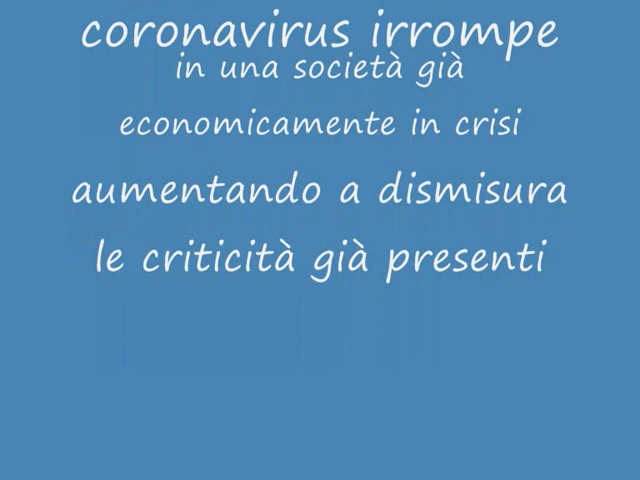 coronavirus irrompe
in una società già
economicamente in crisi
aumentando a dismisura
le criticità già presenti